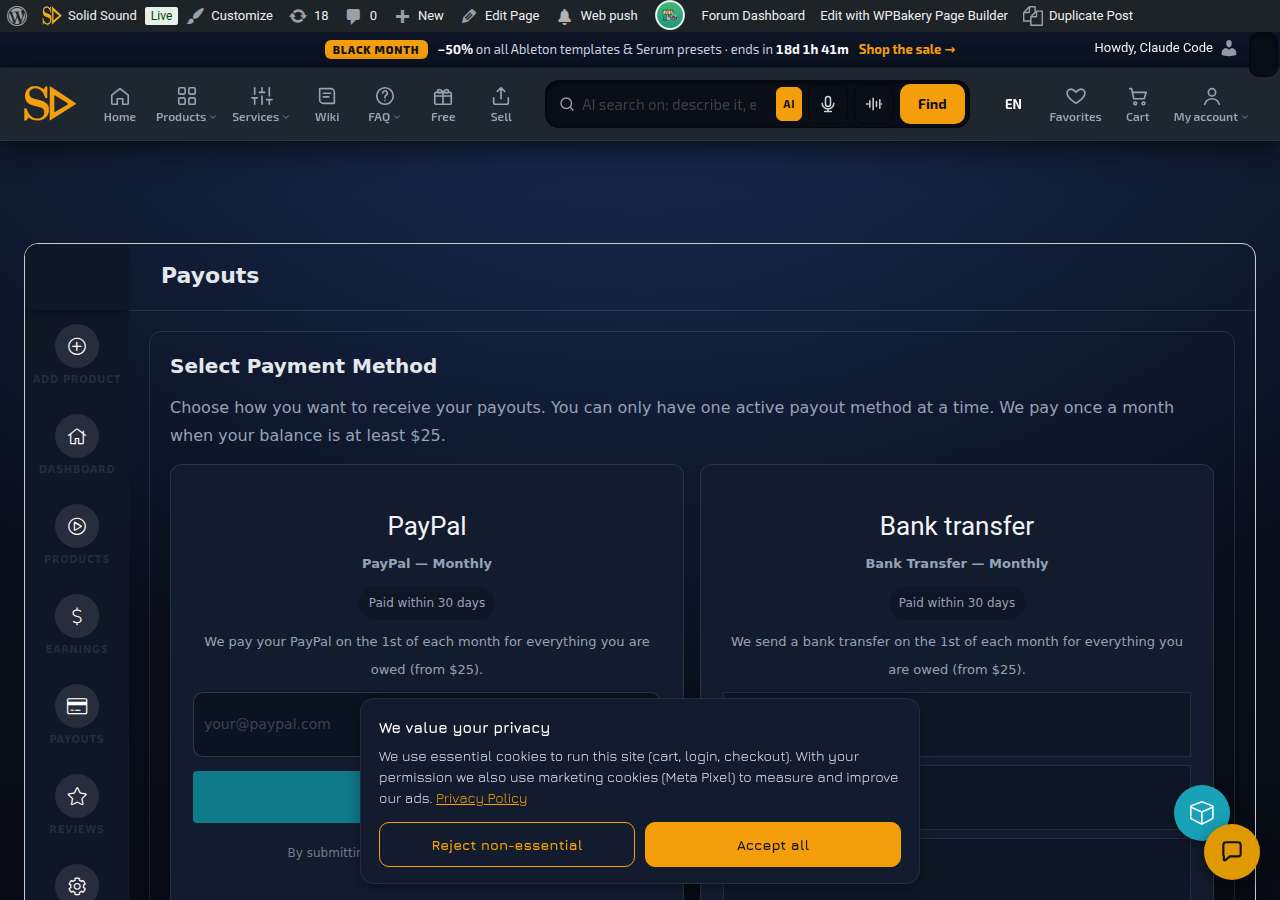 Solid Sound Live Customize 18 0 New Edit Page Web push Forum Dashboard Edit with WPBakery Page Builder Duplicate Post
BLACK MONTH –50% on all Ableton templates & Serum presets · ends in 18d 1h 41m Shop the sale → Howdy, Claude Code
Home Products Services Wiki FAQ Free Sell AI search on: describe it, e AI Find EN Favorites Cart My account
Payouts
ADD PRODUCT
DASHBOARD
PRODUCTS
EARNINGS
PAYOUTS
REVIEWS
Select Payment Method
Choose how you want to receive your payouts. You can only have one active payout method at a time. We pay once a month
when your balance is at least $25.
PayPal
PayPal — Monthly
Paid within 30 days
We pay your PayPal on the 1st of each month for everything you are
owed (from $25).
your@paypal.com
Bank transfer
Bank Transfer — Monthly
Paid within 30 days
We send a bank transfer on the 1st of each month for everything you
are owed (from $25).
We value your privacy
We use essential cookies to run this site (cart, login, checkout). With your
permission we also use marketing cookies (Meta Pixel) to measure and improve
our ads. Privacy Policy
Reject non-essential Accept all